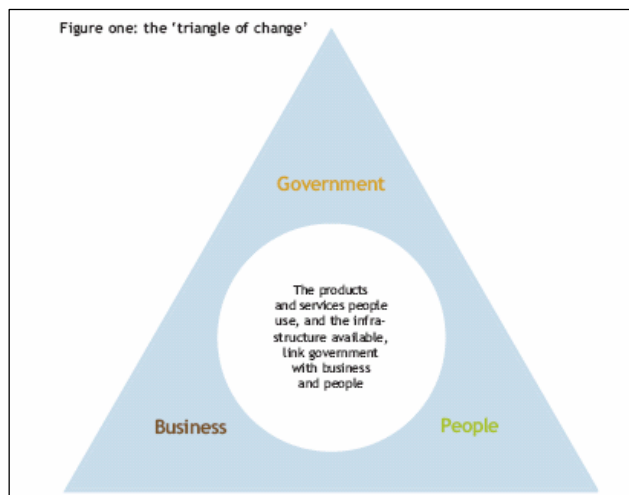 Figure one: the ‘triangle of change’
Government
The products
and services people
use, and the infra-
structure available,
link government
with business
and people
Business
People